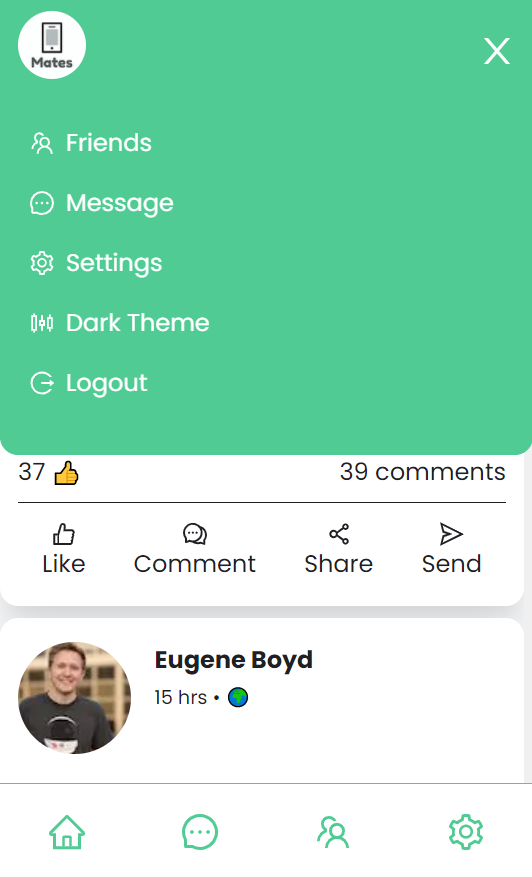 Mates
X
Friends
Message
Settings
Dark Theme
Logout
37 👍 39 comments
Like Comment Share Send
Eugene Boyd
15 hrs • 🌍